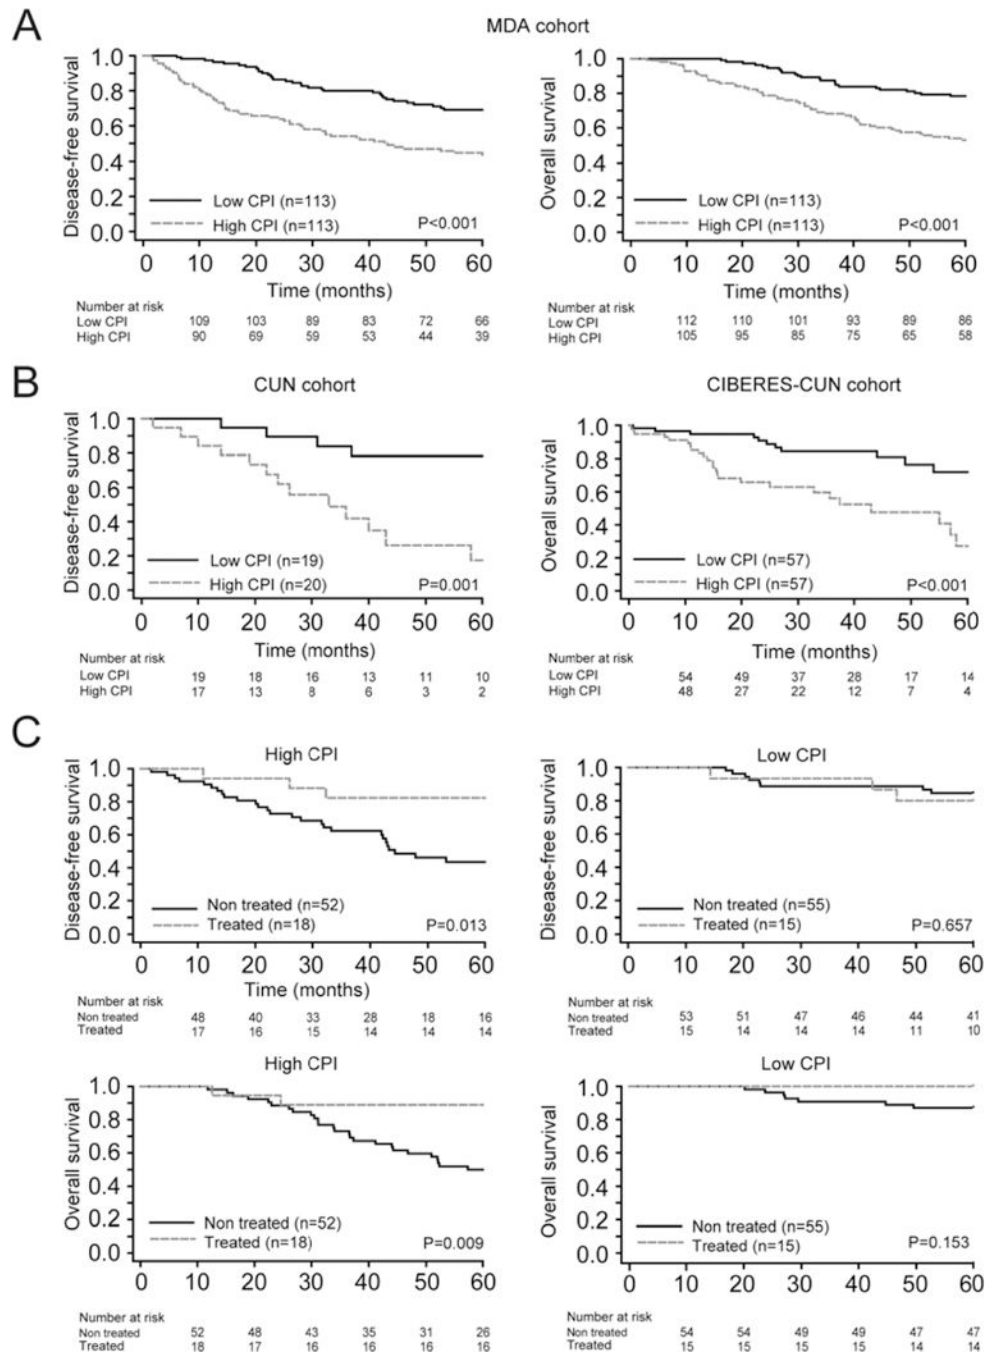 A
MDA cohort
Disease-free survival
1.0
0.8
0.6
0.4
0.2
0.0
Low CPI (n=113)
High CPI (n=113)
P<0.001
0 10 20 30 40 50 60
Time (months)
Number at risk
Low CPI 109 103 89 83 72 66
High CPI 90 69 59 53 44 39
Overall survival
1.0
0.8
0.6
0.4
0.2
0.0
Low CPI (n=113)
High CPI (n=113)
P<0.001
0 10 20 30 40 50 60
Time (months)
Number at risk
Low CPI 112 110 101 93 89 86
High CPI 105 95 85 75 65 58
B
CUN cohort
Disease-free survival
1.0
0.8
0.6
0.4
0.2
0.0
Low CPI (n=19)
High CPI (n=20)
P=0.001
0 10 20 30 40 50 60
Time (months)
Number at risk
Low CPI 19 18 16 13 11 10
High CPI 17 13 8 6 3 2
CIBERES-CUN cohort
Overall survival
1.0
0.8
0.6
0.4
0.2
0.0
Low CPI (n=57)
High CPI (n=57)
P<0.001
0 10 20 30 40 50 60
Time (months)
Number at risk
Low CPI 54 49 37 28 17 14
High CPI 48 27 22 12 7 4
C
High CPI
Disease-free survival
1.0
0.8
0.6
0.4
0.2
0.0
Non treated (n=52)
Treated (n=18)
P=0.013
0 10 20 30 40 50 60
Time (months)
Number at risk
Non treated 48 40 33 28 18 16
Treated 17 16 15 14 14 14
Low CPI
Disease-free survival
1.0
0.8
0.6
0.4
0.2
0.0
Non treated (n=55)
Treated (n=15)
P=0.657
0 10 20 30 40 50 60
Number at risk
Non treated 53 51 47 46 44 41
Treated 15 14 14 14 11 10
High CPI
Overall survival
1.0
0.8
0.6
0.4
0.2
0.0
Non treated (n=52)
Treated (n=18)
P=0.009
0 10 20 30 40 50 60
Number at risk
Non treated 52 48 43 35 31 26
Treated 18 17 16 16 16 16
Low CPI
Overall survival
1.0
0.8
0.6
0.4
0.2
0.0
Non treated (n=55)
Treated (n=15)
P=0.153
0 10 20 30 40 50 60
Number at risk
Non treated 54 54 49 49 47 47
Treated 15 15 15 15 14 14